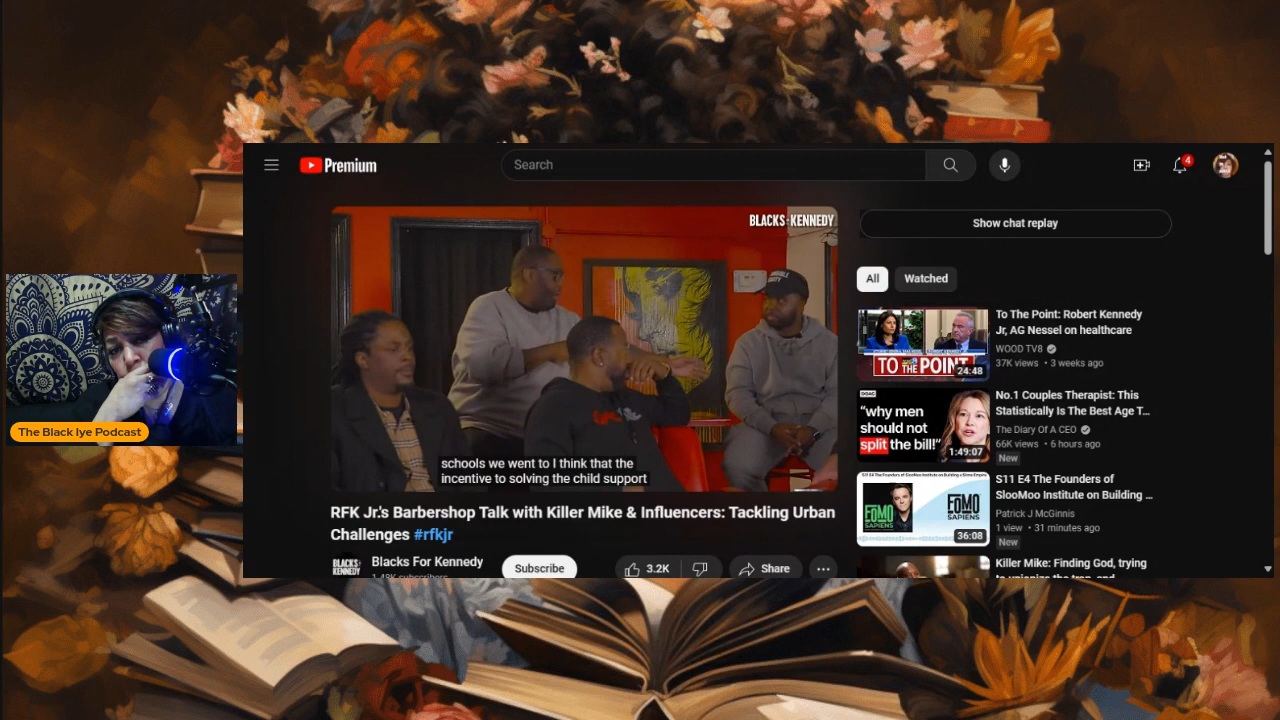 Premium
Search
4
BLACKS+KENNEDY
schools we went to I think that the
incentive to solving the child support
RFK Jr.'s Barbershop Talk with Killer Mike & Influencers: Tackling Urban
Challenges #rfkjr
BLACKS+
KENNEDY
Blacks For Kennedy
Subscribe
3.2K
Share
Show chat replay
All
Watched
TO THE POINT
24:48
To The Point: Robert Kennedy
Jr, AG Nessel on healthcare
WOOD TV8
37K views • 3 weeks ago
"why men
should not
split the bill!"
1:49:07
No.1 Couples Therapist: This
Statistically Is The Best Age T...
The Diary Of A CEO
66K views • 6 hours ago
New
FOMO
SAPIENS
FOMO
SAPIENS
36:08
S11 E4 The Founders of
SlooMoo Institute on Building ...
Patrick J McGinnis
1 view • 31 minutes ago
New
Killer Mike: Finding God, trying
The Black Iye Podcast